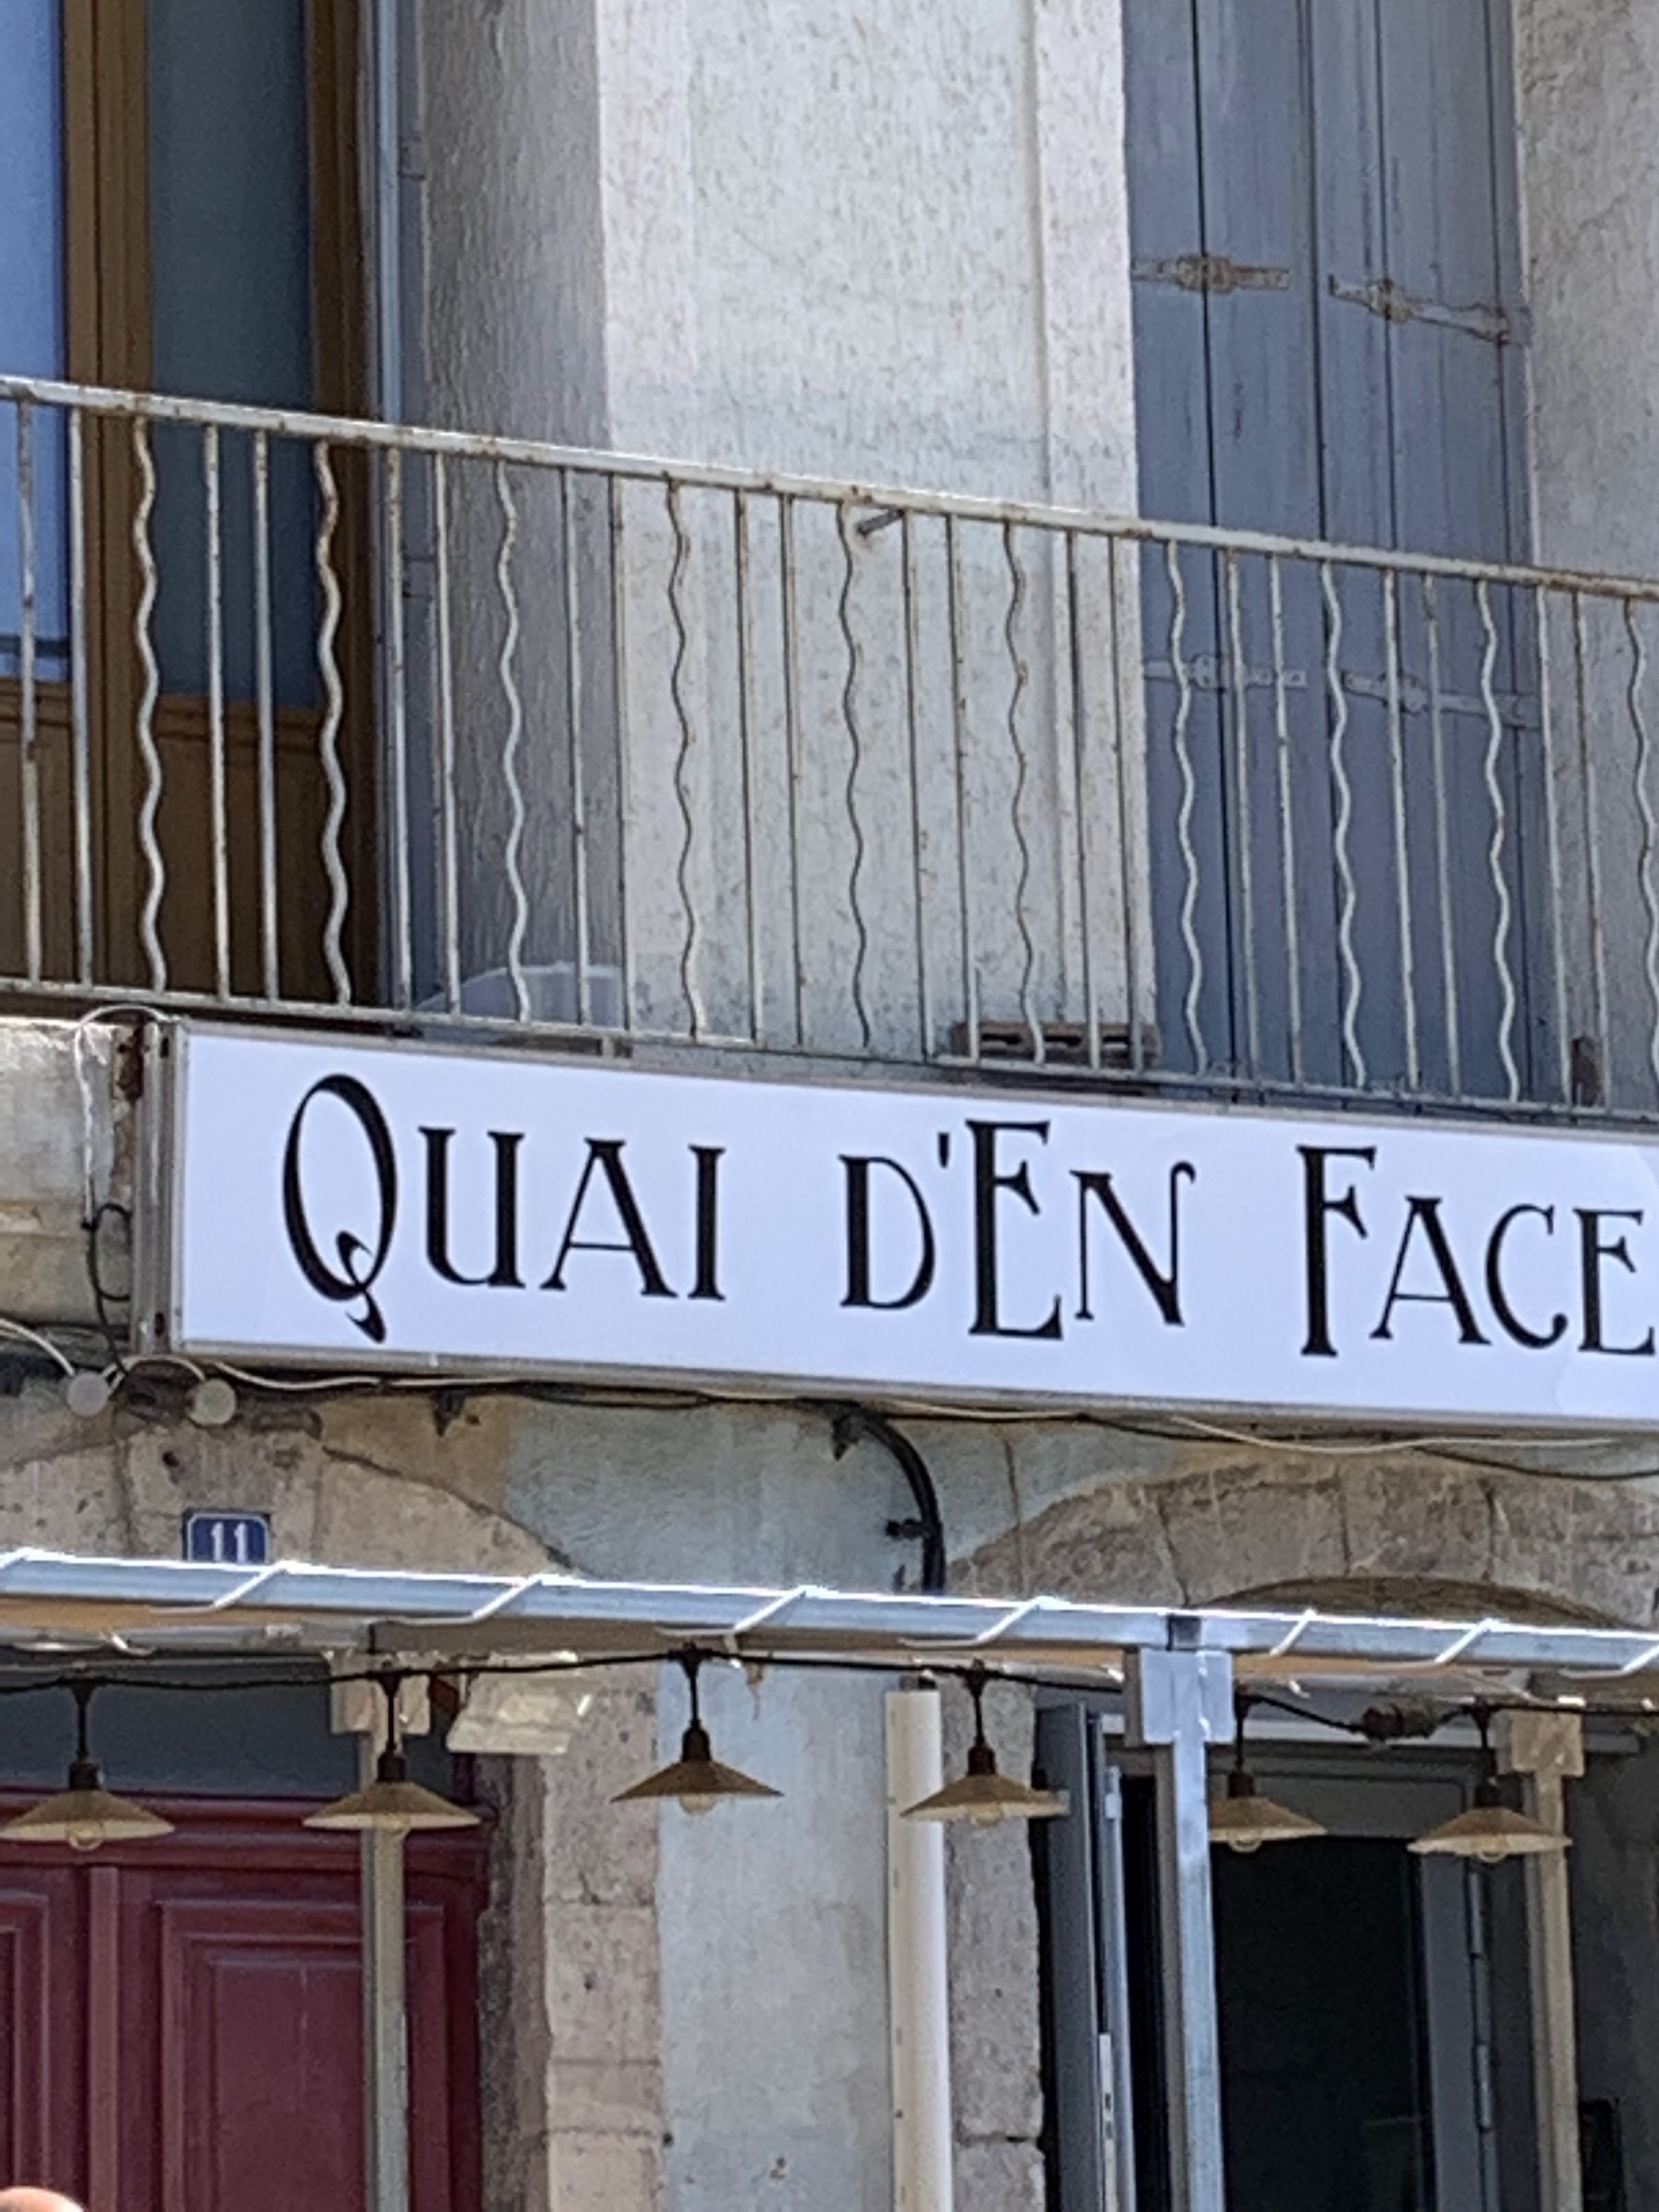 QUAI D'EN FACE
11